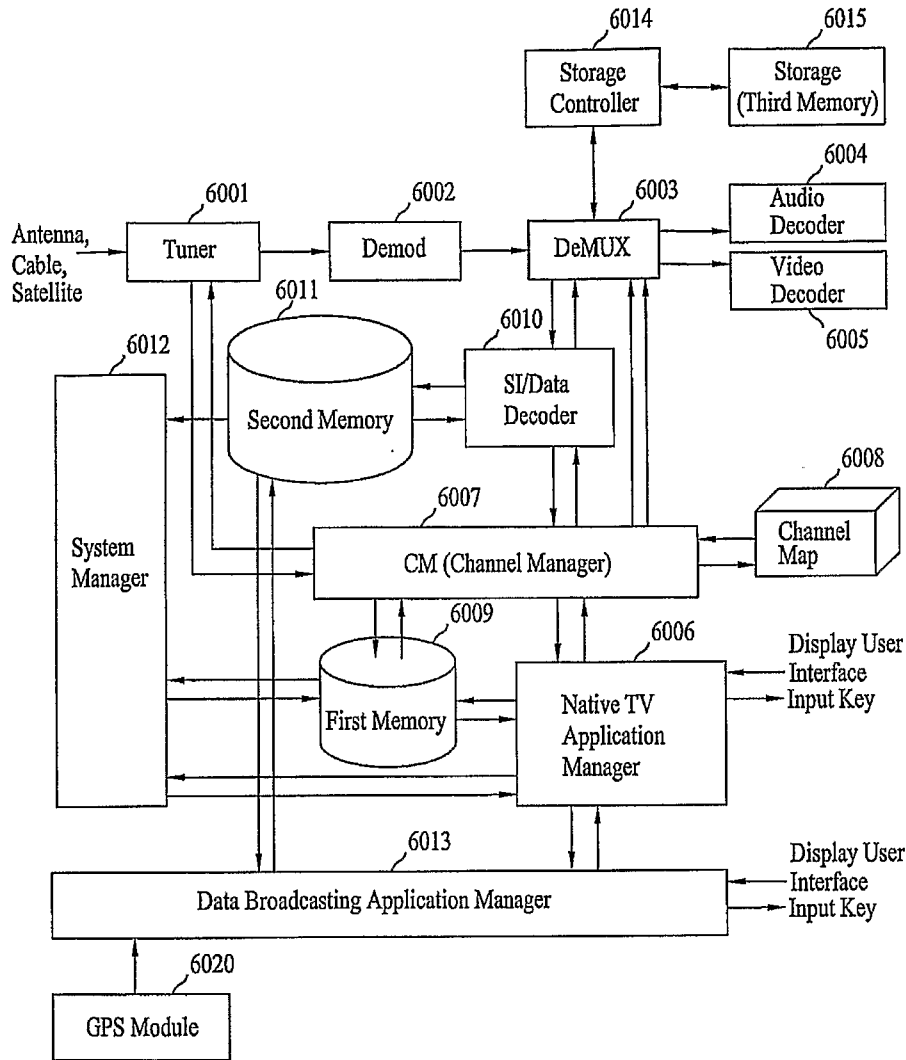 6014
6015
Storage
Controller
Storage
(Third Memory)
6001
6002
6003
6004
Antenna,
Cable,
Satellite
Tuner
Demod
DeMUX
Audio
Decoder
Video
Decoder
6005
6011
6010
6012
SI/Data
Decoder
Second Memory
6008
6007
System
Manager
CM (Channel Manager)
Channel
Map
6009
6006
Display User
Interface
Input Key
First Memory
Native TV
Application
Manager
6013
Display User
Interface
Input Key
Data Broadcasting Application Manager
6020
GPS Module